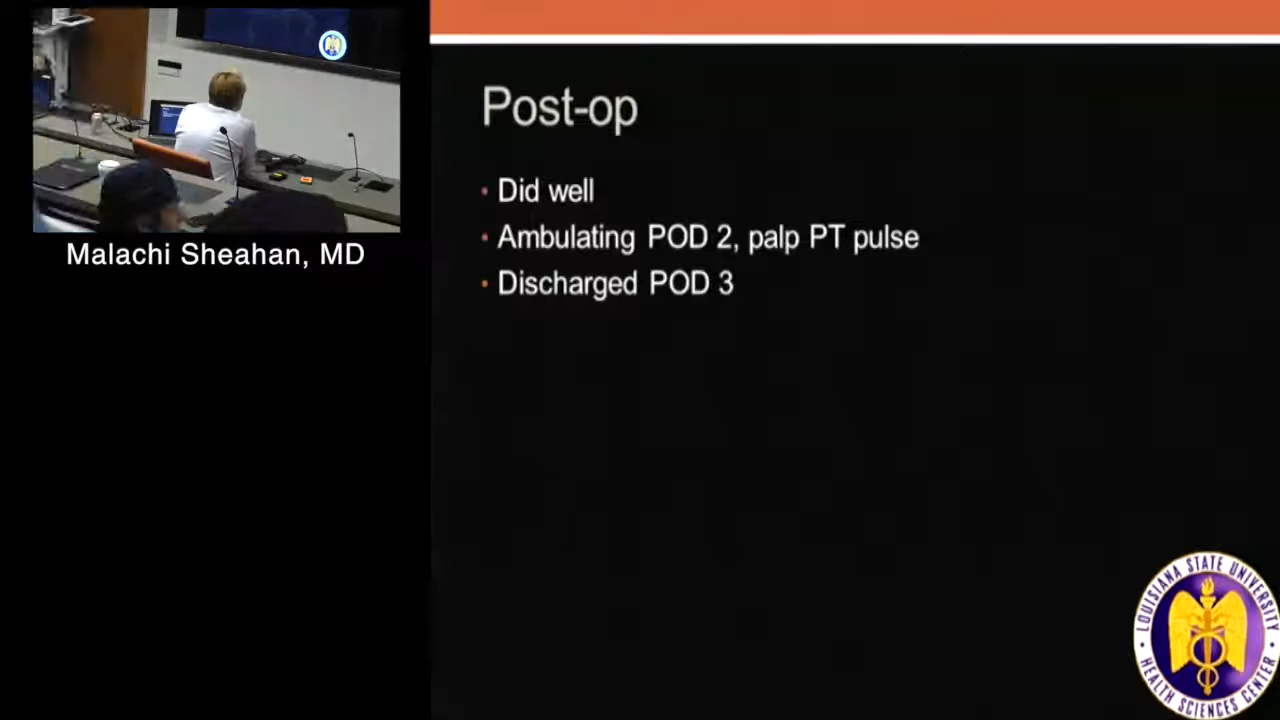 Post-op
• Did well
• Ambulating POD 2, palp PT pulse
• Discharged POD 3
Malachi Sheahan, MD
LOUISIANA STATE UNIVERSITY
HEALTH SCIENCES CENTER